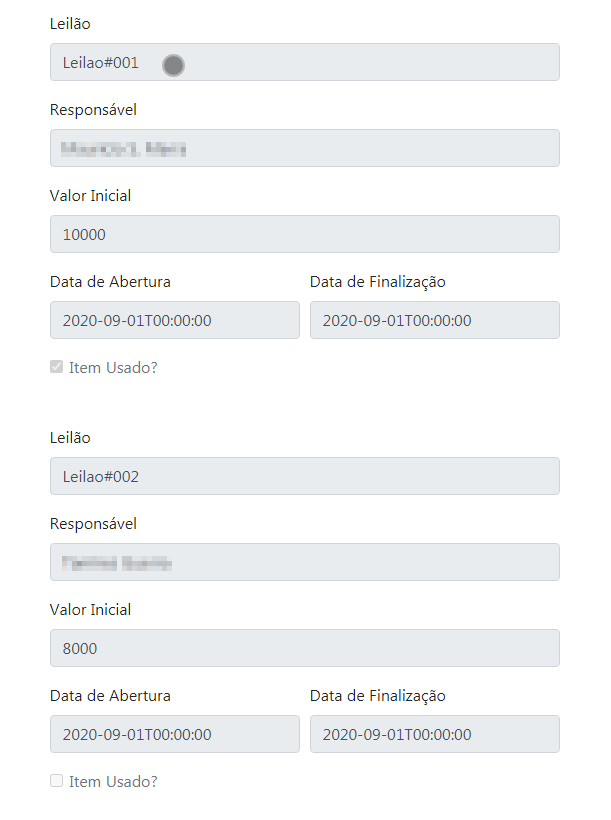 Leilão
Leilao#001
Responsável
Valor Inicial
10000
Data de Abertura Data de Finalização
2020-09-01T00:00:00 2020-09-01T00:00:00
Item Usado?
Leilão
Leilao#002
Responsável
Valor Inicial
8000
Data de Abertura Data de Finalização
2020-09-01T00:00:00 2020-09-01T00:00:00
Item Usado?